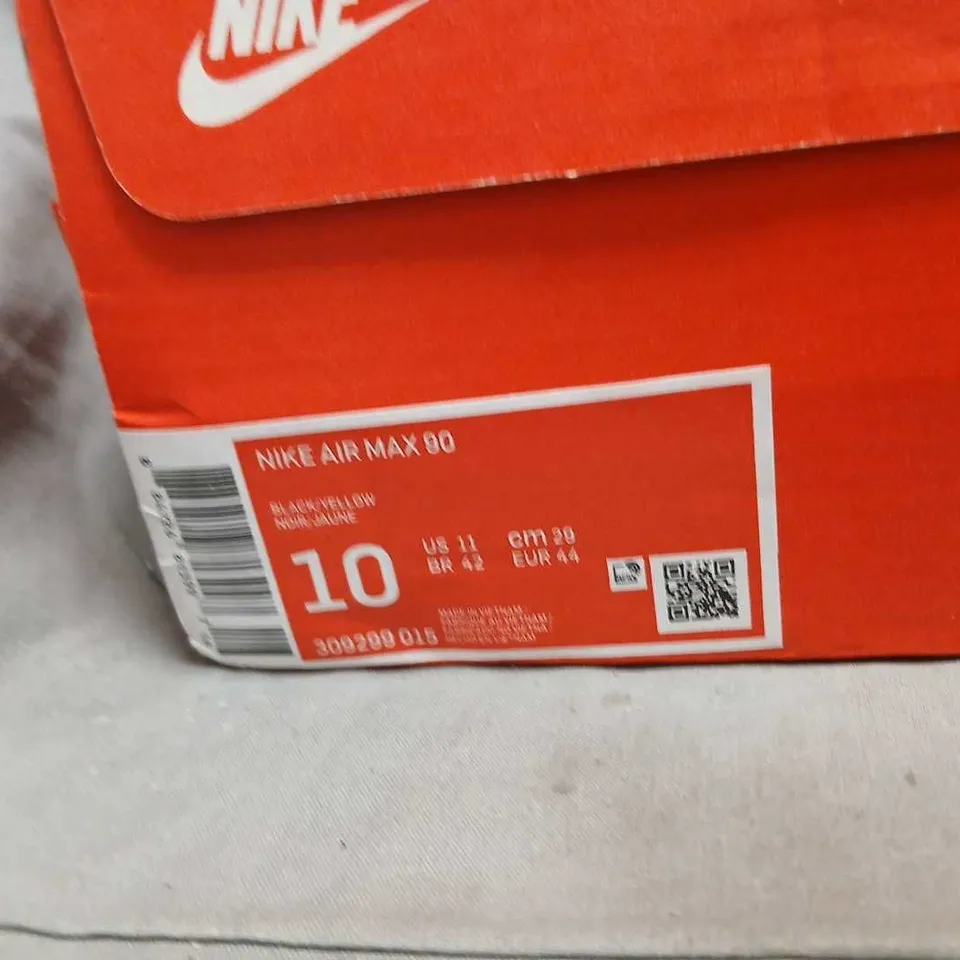 NIKE
NIKE AIR MAX 90
BLACK/YELLOW
NOIR/JAUNE
10
US 11 cm 29
BR 42 EUR 44
309299 015
MADE IN VIETNAM